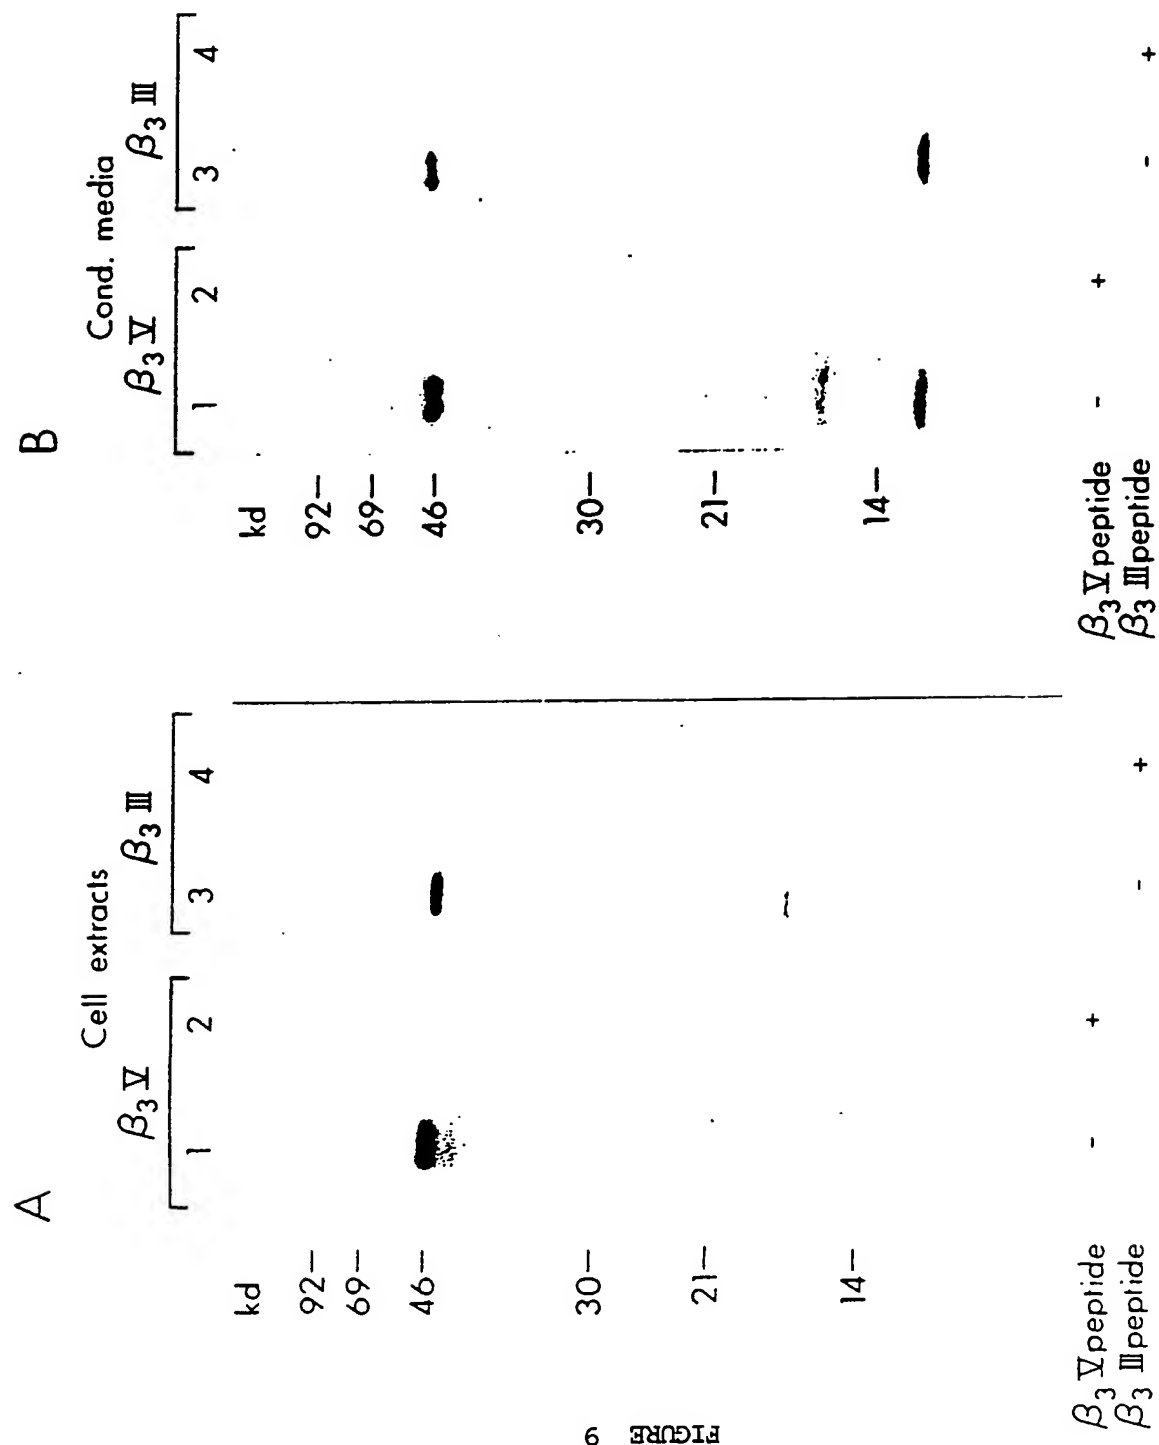 A
Cell extracts
β₃ V β₃ III
1 2 3 4
kd
92–
69–
46–
30–
21–
14–
β₃ V peptide - +
β₃ III peptide - +
B
Cond. media
β₃ V β₃ III
1 2 3 4
kd
92–
69–
46–
30–
21–
14–
β₃ V peptide - +
β₃ III peptide - +
FIGURE 9